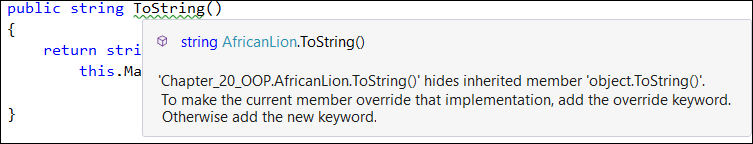 public string ToString()
{
return stri
this.Ma
}
string AfricanLion.ToString()
'Chapter_20_OOP.AfricanLion.ToString()' hides inherited member 'object.ToString()'.
To make the current member override that implementation, add the override keyword.
Otherwise add the new keyword.